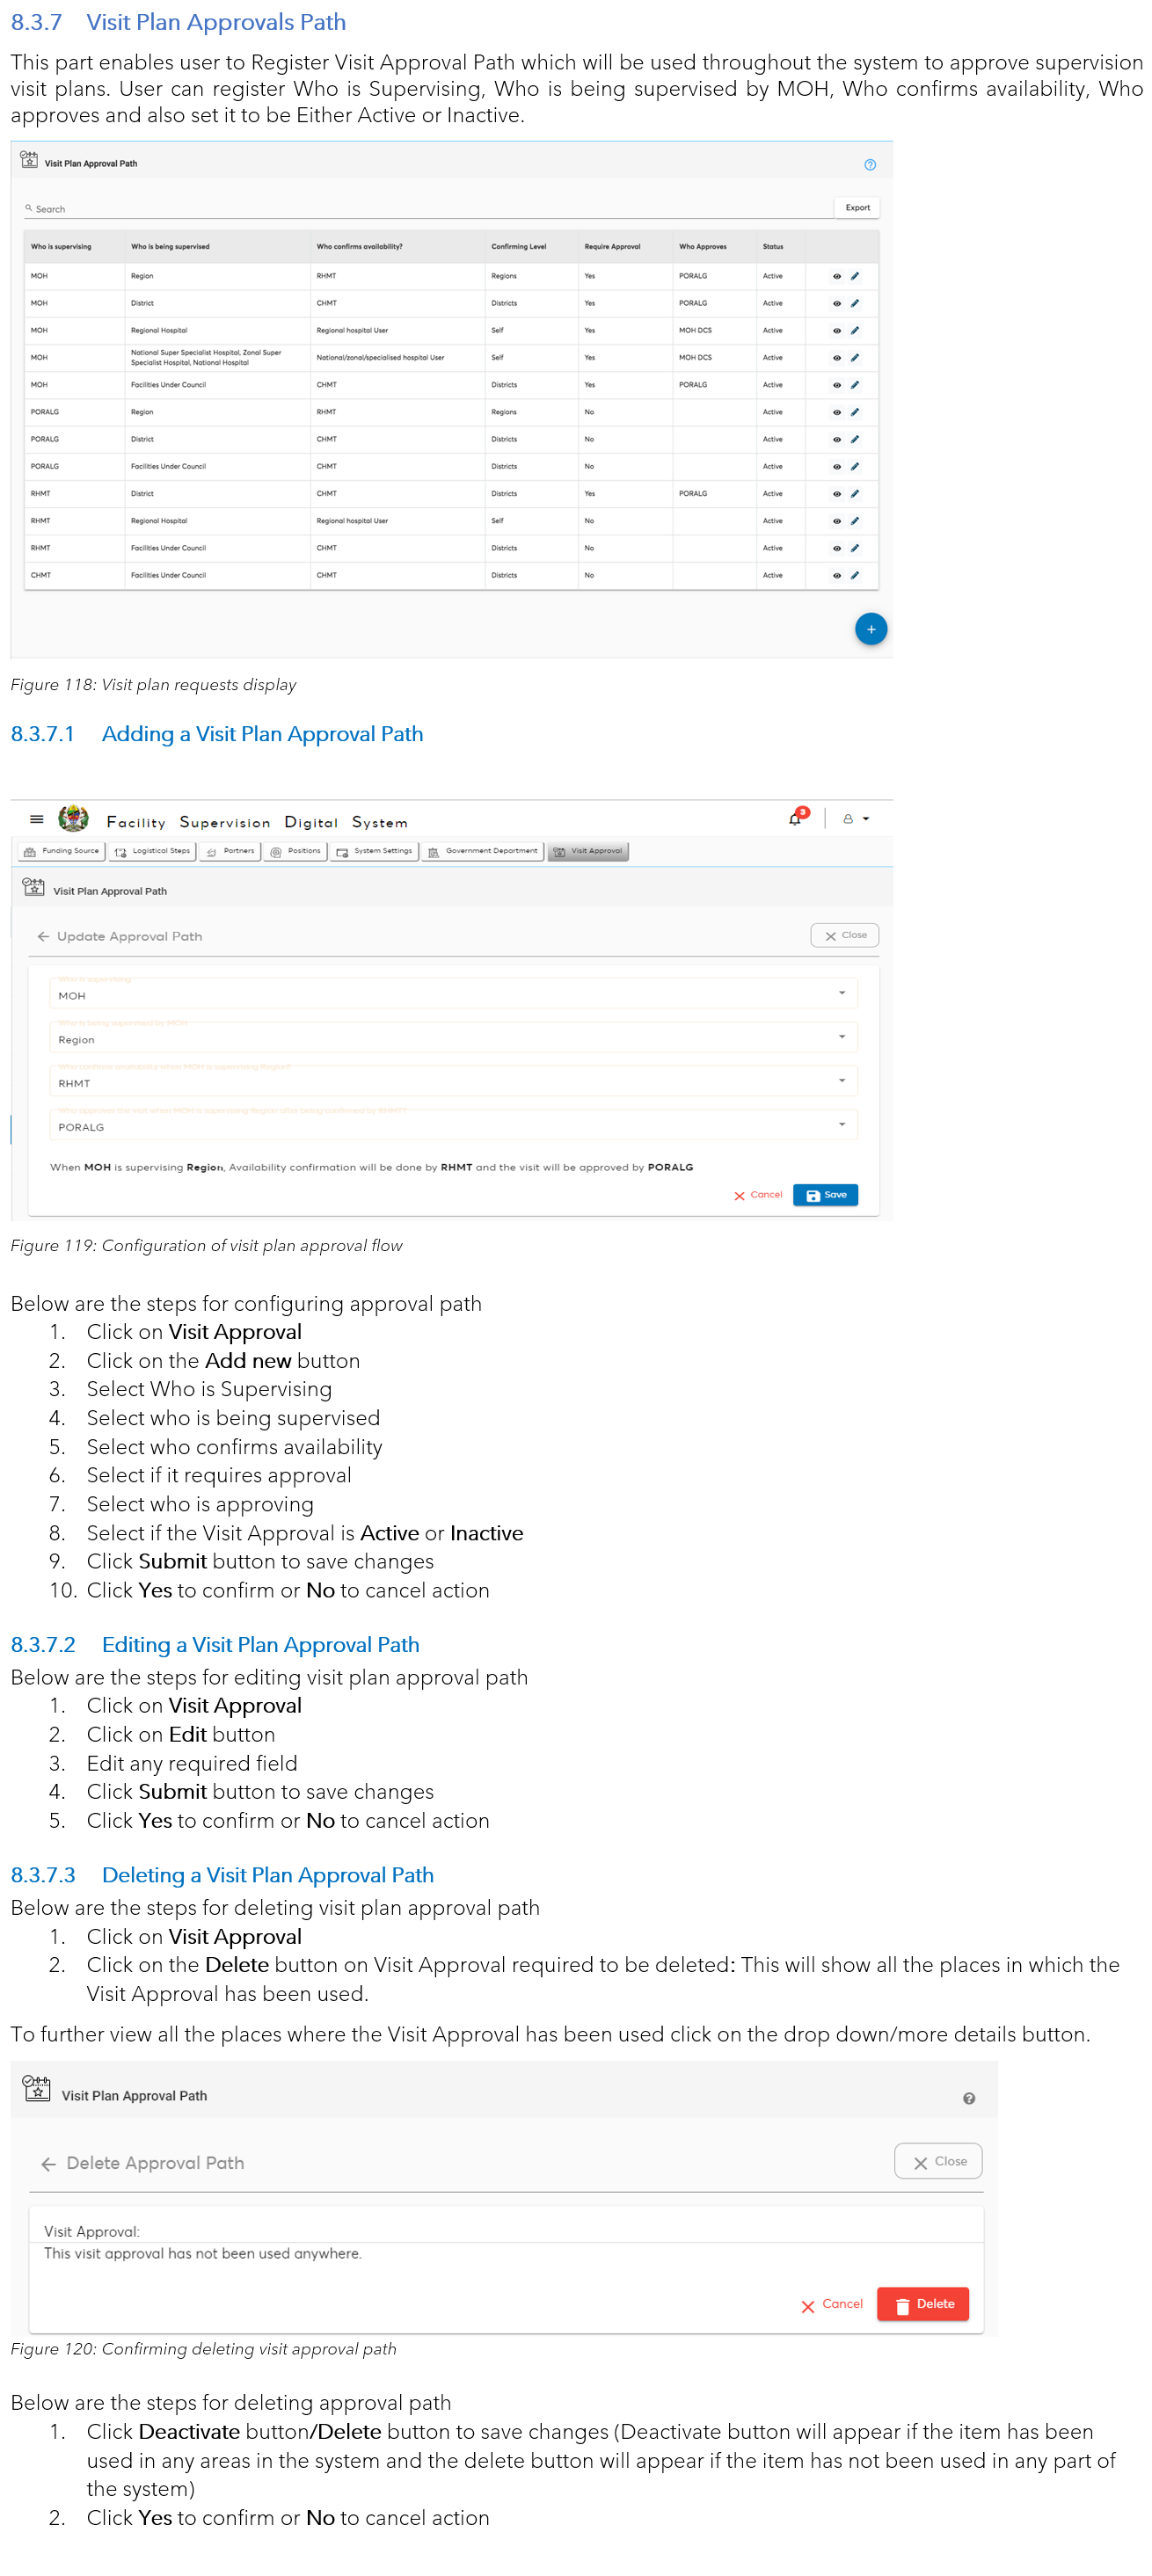 8.3.7 Visit Plan Approvals Path
This part enables user to Register Visit Approval Path which will be used throughout the system to approve supervision
visit plans. User can register Who is Supervising, Who is being supervised by MOH, Who confirms availability, Who
approves and also set it to be Either Active or Inactive.
Visit Plan Approval Path
Search Export
Who is supervising Who is being supervised Who confirms availability? Confirming Level Require Approval Who Approves Status
MOH Region RHMT Regions Yes PORALG Active
MOH District CHMT Districts Yes PORALG Active
MOH Regional Hospital Regional hospital User Self Yes MOH DCS Active
MOH National Super Specialist Hospital, Zonal Super Specialist Hospital, National Hospital National/zonal/specialised hospital User Self Yes MOH DCS Active
MOH Facilities Under Council CHMT Districts Yes PORALG Active
PORALG Region RHMT Regions No Active
PORALG District CHMT Districts No Active
PORALG Facilities Under Council CHMT Districts No Active
RHMT District CHMT Districts Yes PORALG Active
RHMT Regional Hospital Regional hospital User Self No Active
RHMT Facilities Under Council CHMT Districts No Active
CHMT Facilities Under Council CHMT Districts No Active
+
Figure 118: Visit plan requests display
8.3.7.1 Adding a Visit Plan Approval Path
Facility Supervision Digital System 3
Funding Source Logistical Steps Partners Positions System Settings Government Department Visit Approval
Visit Plan Approval Path
Update Approval Path Close
Who is supervising
MOH
Who is being supervised by MOH
Region
Who confirms availability when MOH is supervising Region?
RHMT
Who approves the visit when MOH is supervising Region after being confirmed by RHMT?
PORALG
When MOH is supervising Region, Availability confirmation will be done by RHMT and the visit will be approved by PORALG
Cancel Save
Figure 119: Configuration of visit plan approval flow
Below are the steps for configuring approval path
1. Click on Visit Approval
2. Click on the Add new button
3. Select Who is Supervising
4. Select who is being supervised
5. Select who confirms availability
6. Select if it requires approval
7. Select who is approving
8. Select if the Visit Approval is Active or Inactive
9. Click Submit button to save changes
10. Click Yes to confirm or No to cancel action
8.3.7.2 Editing a Visit Plan Approval Path
Below are the steps for editing visit plan approval path
1. Click on Visit Approval
2. Click on Edit button
3. Edit any required field
4. Click Submit button to save changes
5. Click Yes to confirm or No to cancel action
8.3.7.3 Deleting a Visit Plan Approval Path
Below are the steps for deleting visit plan approval path
1. Click on Visit Approval
2. Click on the Delete button on Visit Approval required to be deleted: This will show all the places in which the
Visit Approval has been used.
To further view all the places where the Visit Approval has been used click on the drop down/more details button.
Visit Plan Approval Path
Delete Approval Path Close
Visit Approval:
This visit approval has not been used anywhere.
Cancel Delete
Figure 120: Confirming deleting visit approval path
Below are the steps for deleting approval path
1. Click Deactivate button/Delete button to save changes (Deactivate button will appear if the item has been
used in any areas in the system and the delete button will appear if the item has not been used in any part of
the system)
2. Click Yes to confirm or No to cancel action